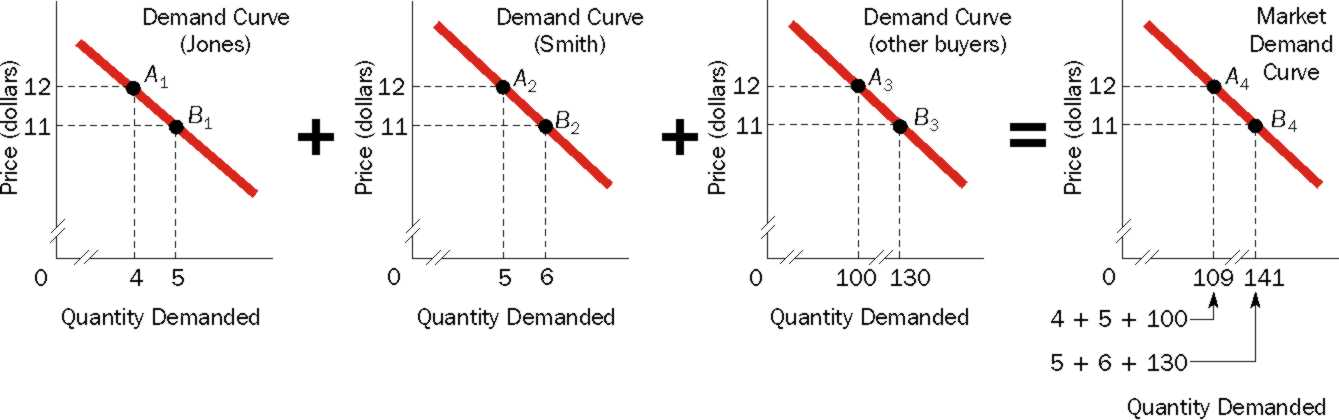 Demand Curve
(Jones)
Price (dollars)
12
11
A1
B1
0
4 5
Quantity Demanded
+
Demand Curve
(Smith)
Price (dollars)
12
11
A2
B2
0
5 6
Quantity Demanded
+
Demand Curve
(other buyers)
Price (dollars)
12
11
A3
B3
0
100 130
Quantity Demanded
=
Market
Demand
Curve
Price (dollars)
12
11
A4
B4
0
109 141
4 + 5 + 100
5 + 6 + 130
Quantity Demanded